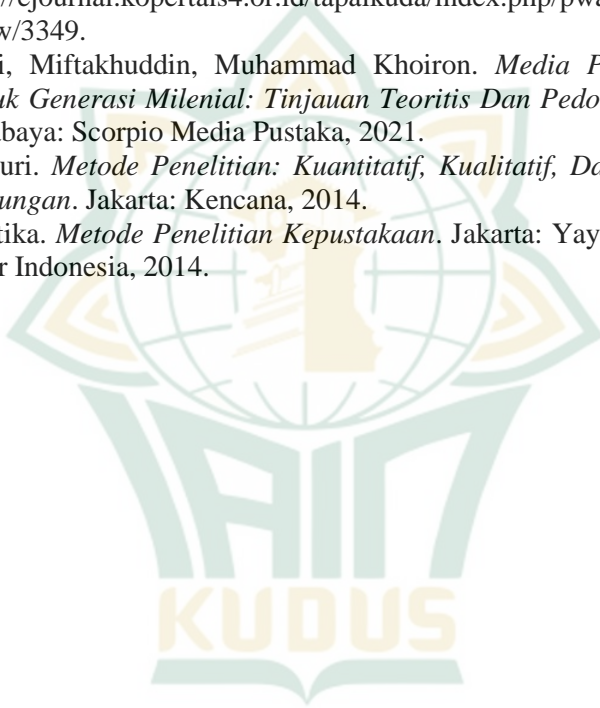 //ejournal.kopertais4.or.id/tapalkuda/index.php/pwa
w/3349.
i, Miftakhuddin, Muhammad Khoiron. Media P
uk Generasi Milenial: Tinjauan Teoritis Dan Pedo
baya: Scorpio Media Pustaka, 2021.
uri. Metode Penelitian: Kuantitatif, Kualitatif, Da
ungan. Jakarta: Kencana, 2014.
tika. Metode Penelitian Kepustakaan. Jakarta: Yay
r Indonesia, 2014.
IAIN
KUDUS